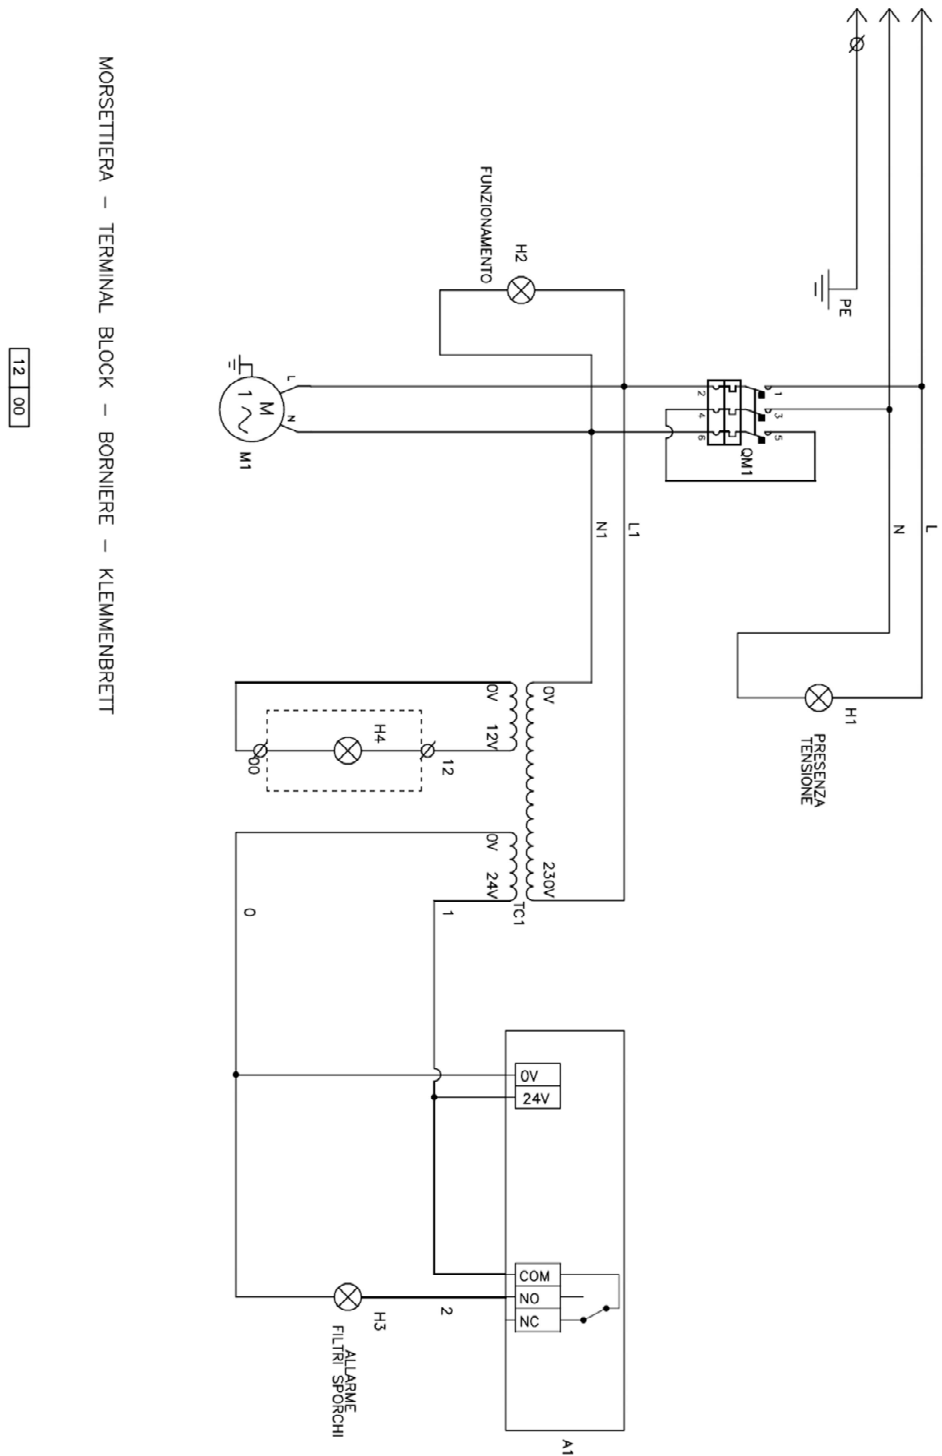 L
N
PE
H1
PRESENZA
TENSIONE
1
3
5
2
4
6
QM1
L1
N1
H2
FUNZIONAMENTO
L
N
M
1
M1
0V
230V
0V
12V
0V
24V
TC1
12
H4
00
1
0
0V
24V
COM
NO
NC
A1
2
H3
ALLARME
FILTRI SPORCHI
MORSETTIERA - TERMINAL BLOCK - BORNIERE - KLEMMENBRETT
12 00